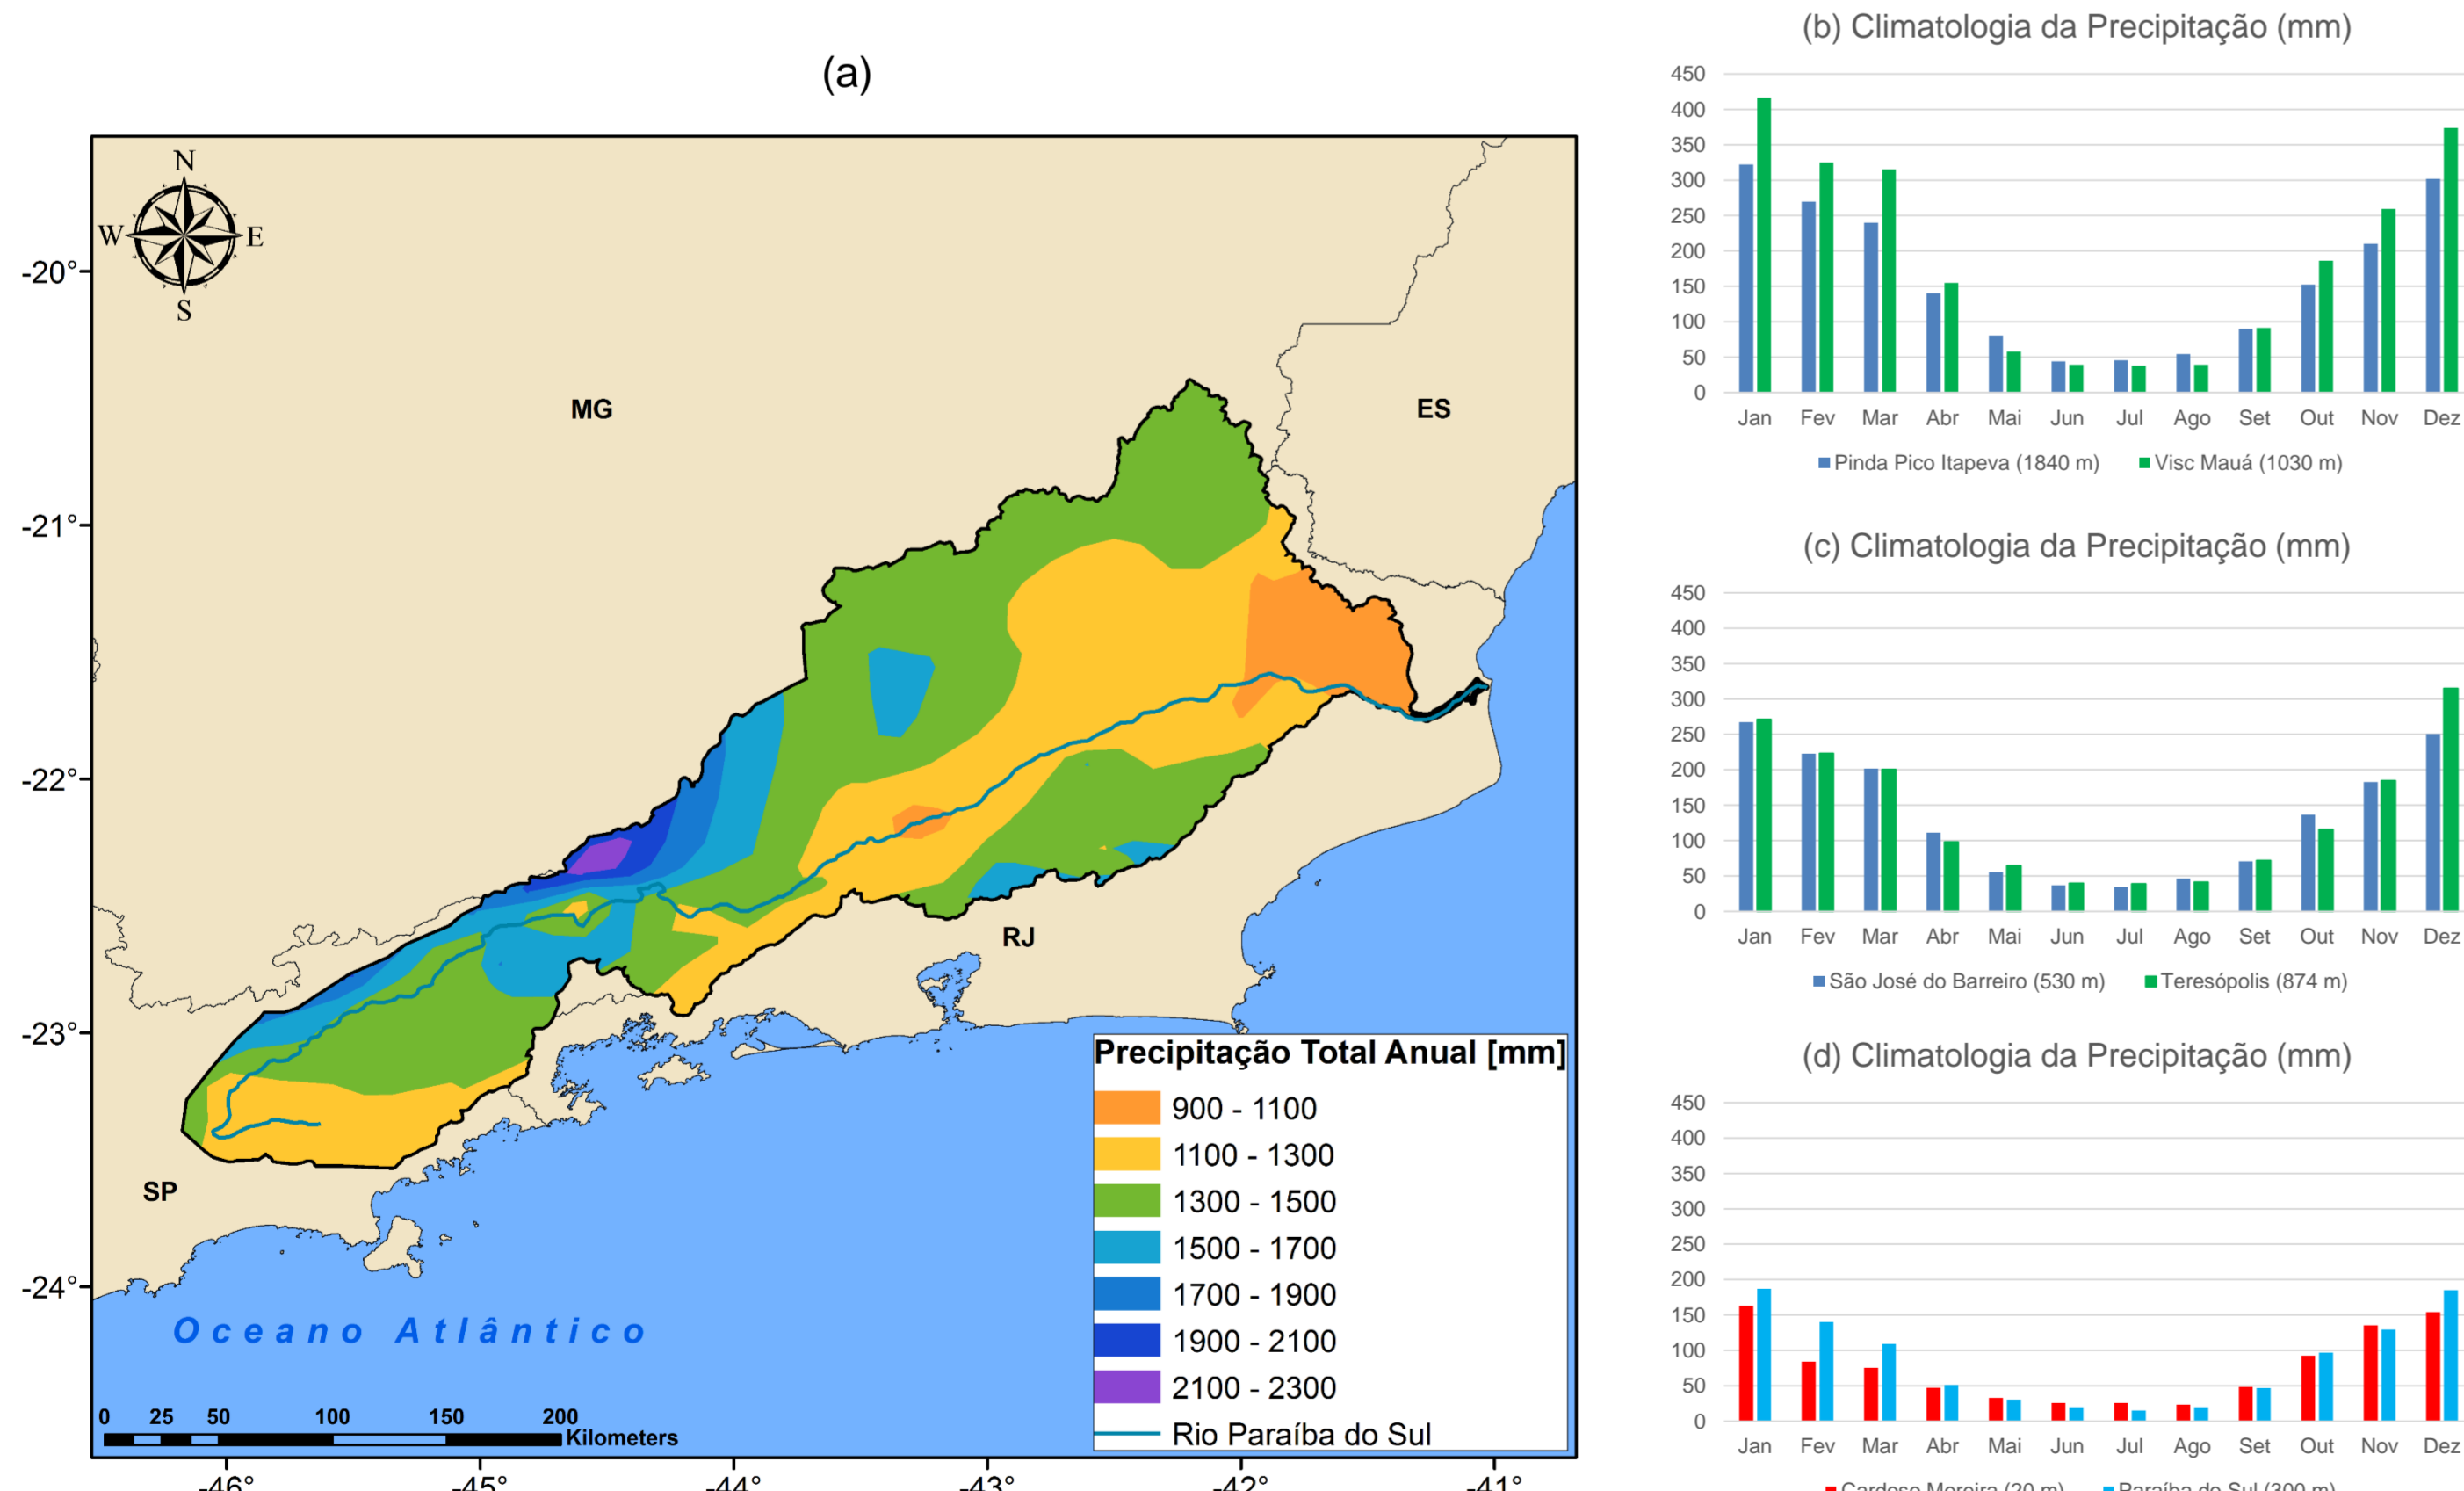 (a)
N
W
E
S
-20°
-21°
-22°
-23°
-24°
MG
ES
RJ
SP
Oceano Atlântico
0 25 50 100 150 200
Kilometers
-46° -45° -44° -43° -42° -41°
Precipitação Total Anual [mm]
900 - 1100
1100 - 1300
1300 - 1500
1500 - 1700
1700 - 1900
1900 - 2100
2100 - 2300
Rio Paraíba do Sul
(b) Climatologia da Precipitação (mm)
450
400
350
300
250
200
150
100
50
0
Jan Fev Mar Abr Mai Jun Jul Ago Set Out Nov Dez
Pinda Pico Itapeva (1840 m) Visc Mauá (1030 m)
(c) Climatologia da Precipitação (mm)
450
400
350
300
250
200
150
100
50
0
Jan Fev Mar Abr Mai Jun Jul Ago Set Out Nov Dez
São José do Barreiro (530 m) Teresópolis (874 m)
(d) Climatologia da Precipitação (mm)
450
400
350
300
250
200
150
100
50
0
Jan Fev Mar Abr Mai Jun Jul Ago Set Out Nov Dez
Cardoso Moreira (20 m) Paraíba do Sul (300 m)